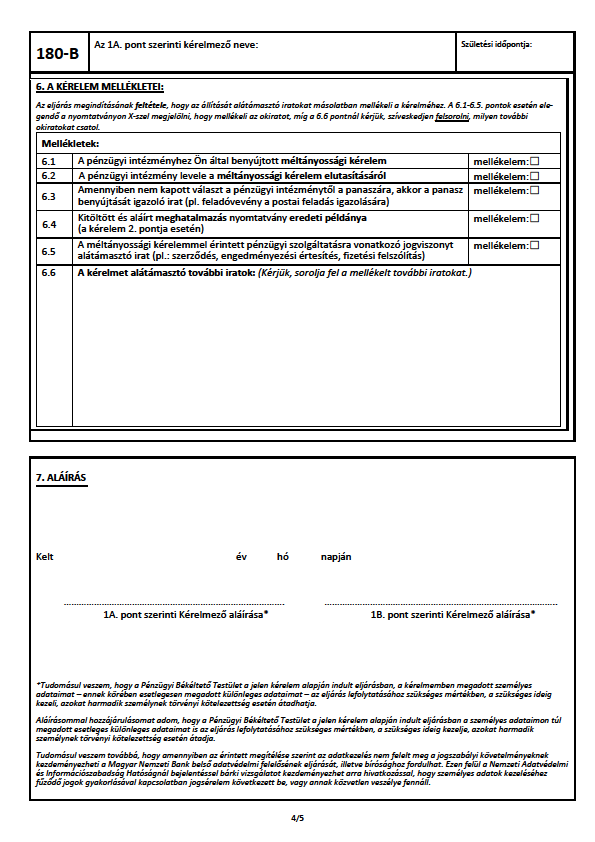 180-B
Az 1A. pont szerinti kérelmező neve:
Születési időpontja:
6. A KÉRELEM MELLÉKLETEI:
Az eljárás megindításának feltétele, hogy az állítását alátámasztó iratokat másolatban mellékeli a kérelméhez. A 6.1-6.5. pontok esetén ele-
gendő a nyomtatványon X-szel megjelölni, hogy mellékeli az okiratot, míg a 6.6 pontnál kérjük, szíveskedjen felsorolni, milyen további
okiratokat csatol.
Mellékletek:
6.1 A pénzügyi intézményhez Ön által benyújtott méltányossági kérelem mellékelem:☐
6.2 A pénzügyi intézmény levele a méltányossági kérelem elutasításáról mellékelem:☐
6.3 Amennyiben nem kapott választ a pénzügyi intézménytől a panaszára, akkor a panasz mellékelem:☐
benyújtását igazoló irat (pl. feladóvevény a postai feladás igazolására)
6.4 Kitöltött és aláírt meghatalmazás nyomtatvány eredeti példánya mellékelem:☐
(a kérelem 2. pontja esetén)
6.5 A méltányossági kérelemmel érintett pénzügyi szolgáltatásra vonatkozó jogviszonyt mellékelem:☐
alátámasztó irat (pl.: szerződés, engedményezési értesítés, fizetési felszólítás)
6.6 A kérelmet alátámasztó további iratok: (Kérjük, sorolja fel a mellékelt további iratokat.)
7. ALÁÍRÁS
Kelt év hó napján
1A. pont szerinti Kérelmező aláírása* 1B. pont szerinti Kérelmező aláírása*
*Tudomásul veszem, hogy a Pénzügyi Békéltető Testület a jelen kérelem alapján indult eljárásban, a kérelmemben megadott személyes
adataimat – ennek körében esetlegesen megadott különleges adataimat – az eljárás lefolytatásához szükséges mértékben, a szükséges ideig
kezeli, azokat harmadik személynek törvényi kötelezettség esetén átadhatja.
Aláírásommal hozzájárulásomat adom, hogy a Pénzügyi Békéltető Testület a jelen kérelem alapján indult eljárásban a személyes adataimon túl
megadott esetleges különleges adataimat is az eljárás lefolytatásához szükséges mértékben, a szükséges ideig kezelje, azokat harmadik
személynek törvényi kötelezettség esetén átadja.
Tudomásul veszem továbbá, hogy amennyiben az érintett megítélése szerint az adatkezelés nem felelt meg a jogszabályi követelményeknek
kezdeményezheti a Magyar Nemzeti Bank belső adatvédelmi felelősének eljárását, illetve bírósághoz fordulhat. Ezen felül a Nemzeti Adatvédelmi
és Információszabadság Hatóságnál bejelentéssel bárki vizsgálatot kezdeményezhet arra hivatkozással, hogy személyes adatok kezeléséhez
fűződő jogok gyakorlásával kapcsolatban jogsérelem következett be, vagy annak közvetlen veszélye fennáll.
4/5